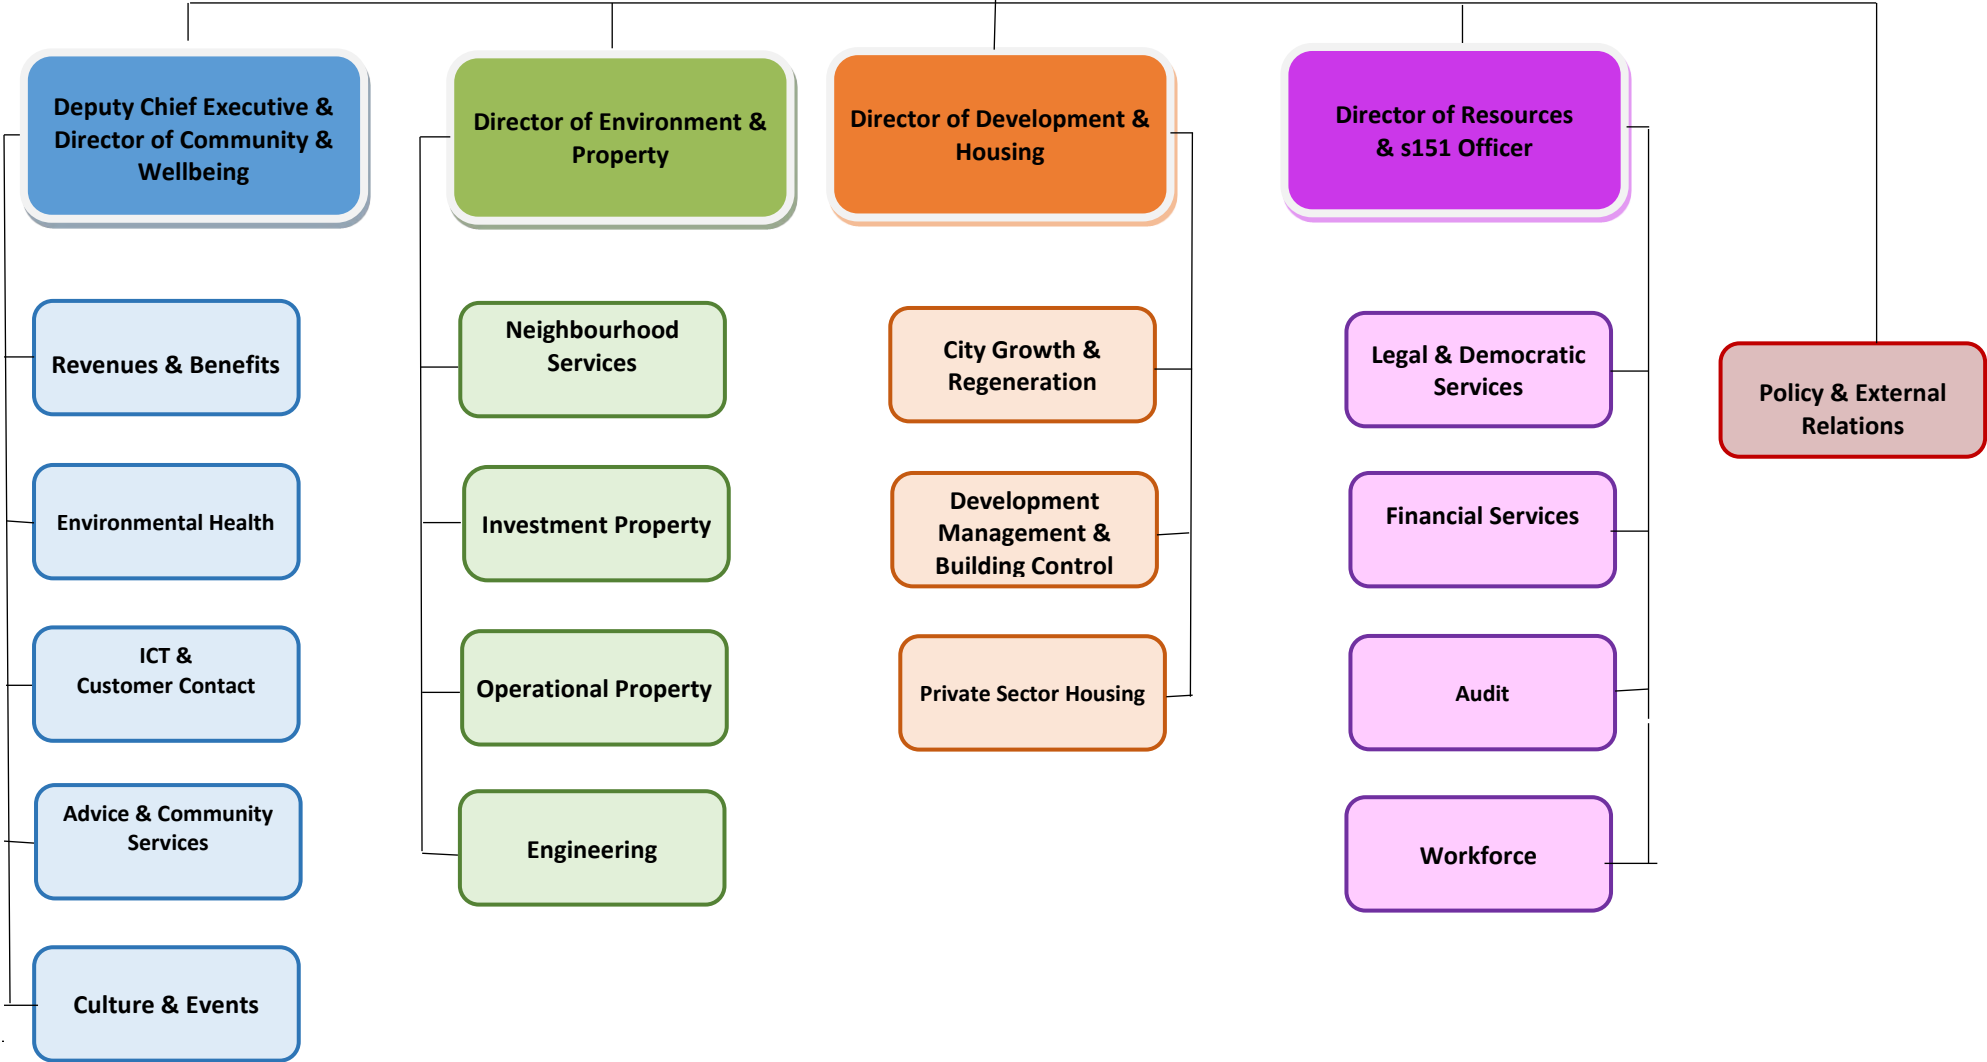 Deputy Chief Executive &
Director of Community &
Wellbeing
Revenues & Benefits
Environmental Health
ICT &
Customer Contact
Advice & Community
Services
Culture & Events
Director of Environment &
Property
Neighbourhood
Services
Investment Property
Operational Property
Engineering
Director of Development &
Housing
City Growth &
Regeneration
Development
Management &
Building Control
Private Sector Housing
Director of Resources
& s151 Officer
Legal & Democratic
Services
Financial Services
Audit
Workforce
Policy & External
Relations